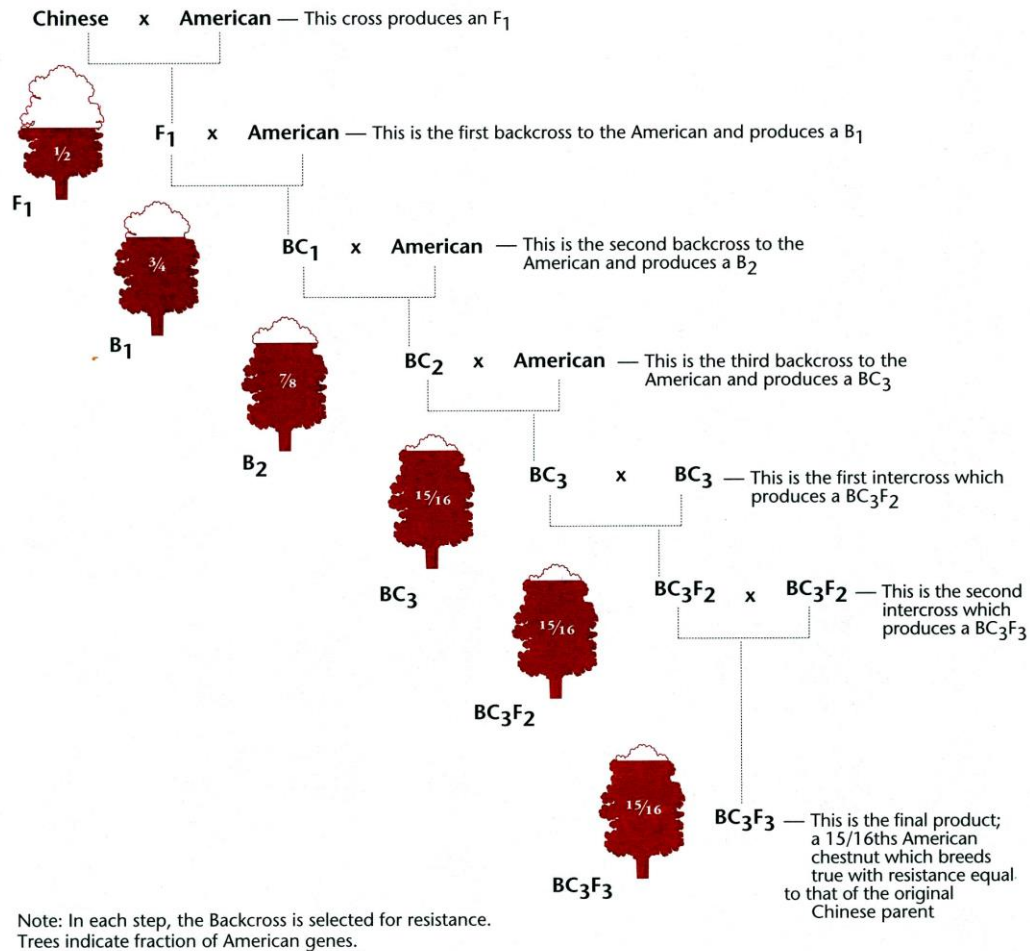 Chinese x American — This cross produces an F1
1/2
F1 x American — This is the first backcross to the American and produces a B1
F1
3/4
B1
BC1 x American — This is the second backcross to the
American and produces a B2
7/8
B2
BC2 x American — This is the third backcross to the
American and produces a BC3
15/16
BC3
BC3 x BC3 — This is the first intercross which
produces a BC3F2
15/16
BC3F2
BC3F2 x BC3F2 — This is the second
intercross which
produces a BC3F3
15/16
BC3F3
BC3F3 — This is the final product;
a 15/16ths American
chestnut which breeds
true with resistance equal
to that of the original
Chinese parent
Note: In each step, the Backcross is selected for resistance.
Trees indicate fraction of American genes.